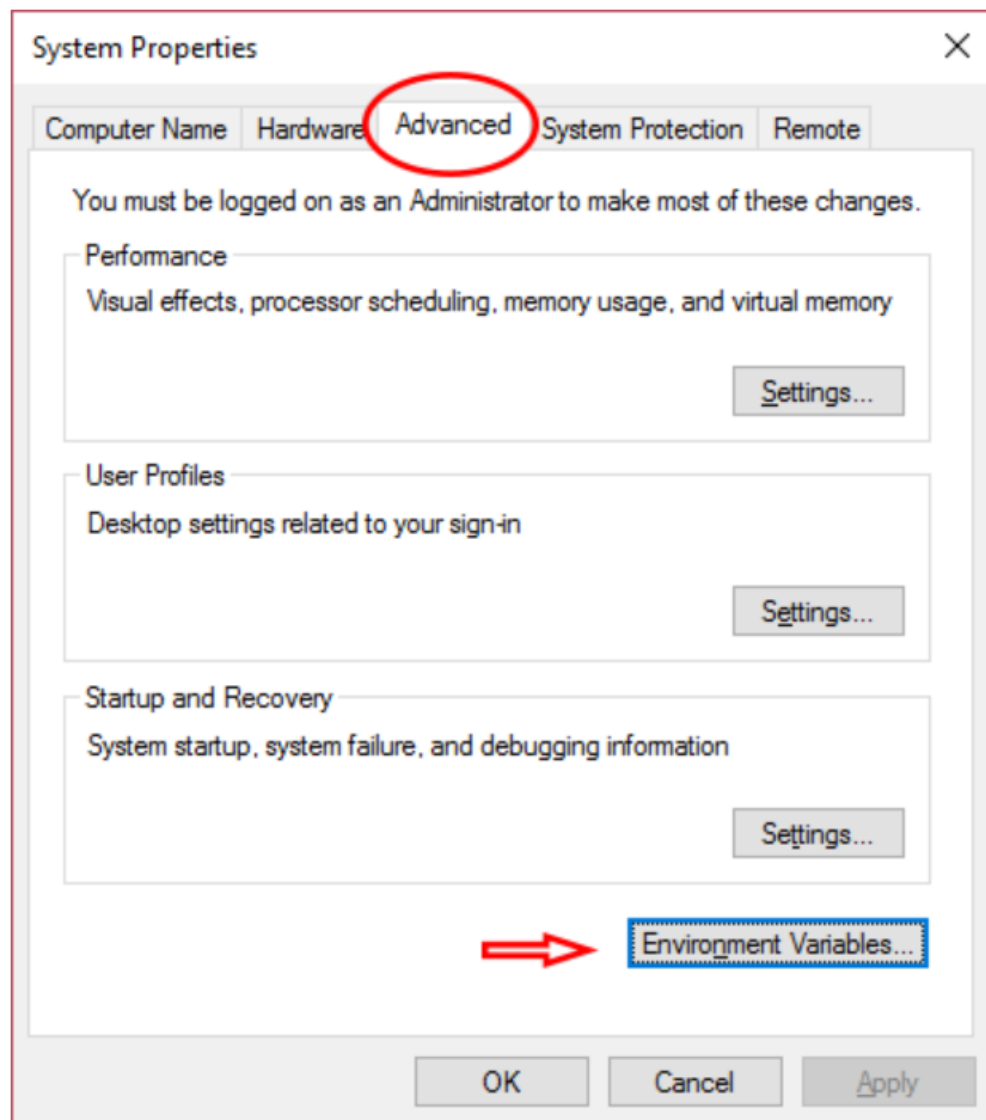 System Properties
Computer Name Hardware Advanced System Protection Remote
You must be logged on as an Administrator to make most of these changes.
Performance
Visual effects, processor scheduling, memory usage, and virtual memory
Settings...
User Profiles
Desktop settings related to your sign-in
Settings...
Startup and Recovery
System startup, system failure, and debugging information
Settings...
Environment Variables...
OK Cancel Apply